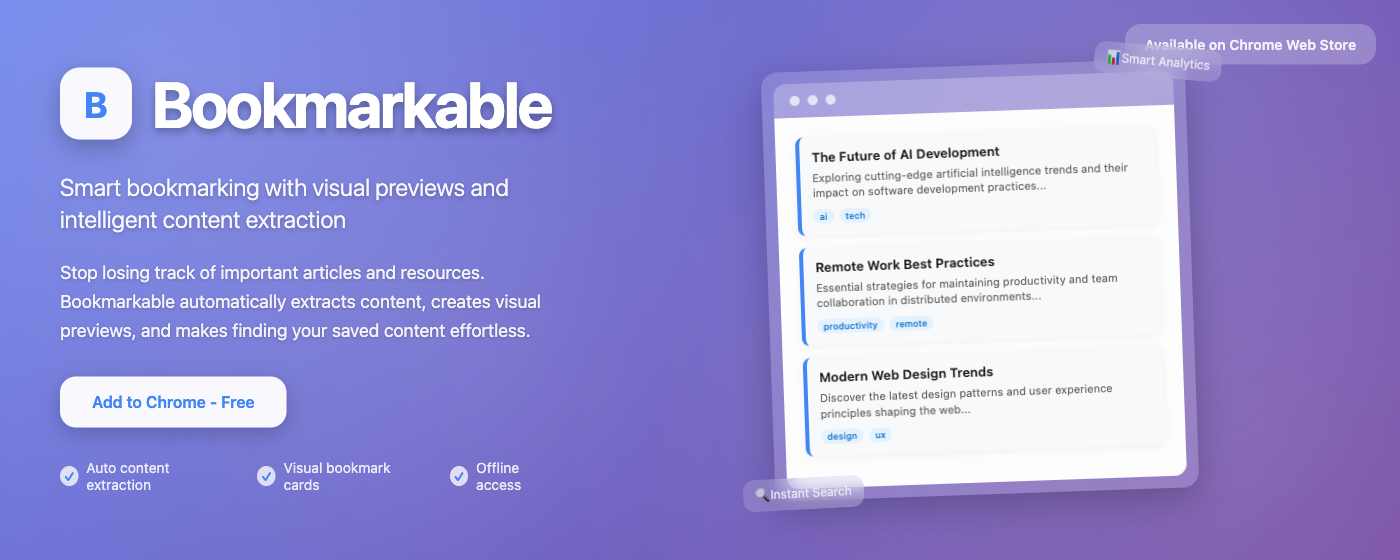 B
Bookmarkable
Smart bookmarking with visual previews and
intelligent content extraction
Stop losing track of important articles and resources.
Bookmarkable automatically extracts content, creates visual
previews, and makes finding your saved content effortless.
Add to Chrome - Free
Auto content
extraction
Visual bookmark
cards
Offline
access
Available on Chrome Web Store
Smart Analytics
The Future of AI Development
Exploring cutting-edge artificial intelligence trends and their
impact on software development practices...
ai tech
Remote Work Best Practices
Essential strategies for maintaining productivity and team
collaboration in distributed environments...
productivity remote
Modern Web Design Trends
Discover the latest design patterns and user experience
principles shaping the web...
design ux
Instant Search